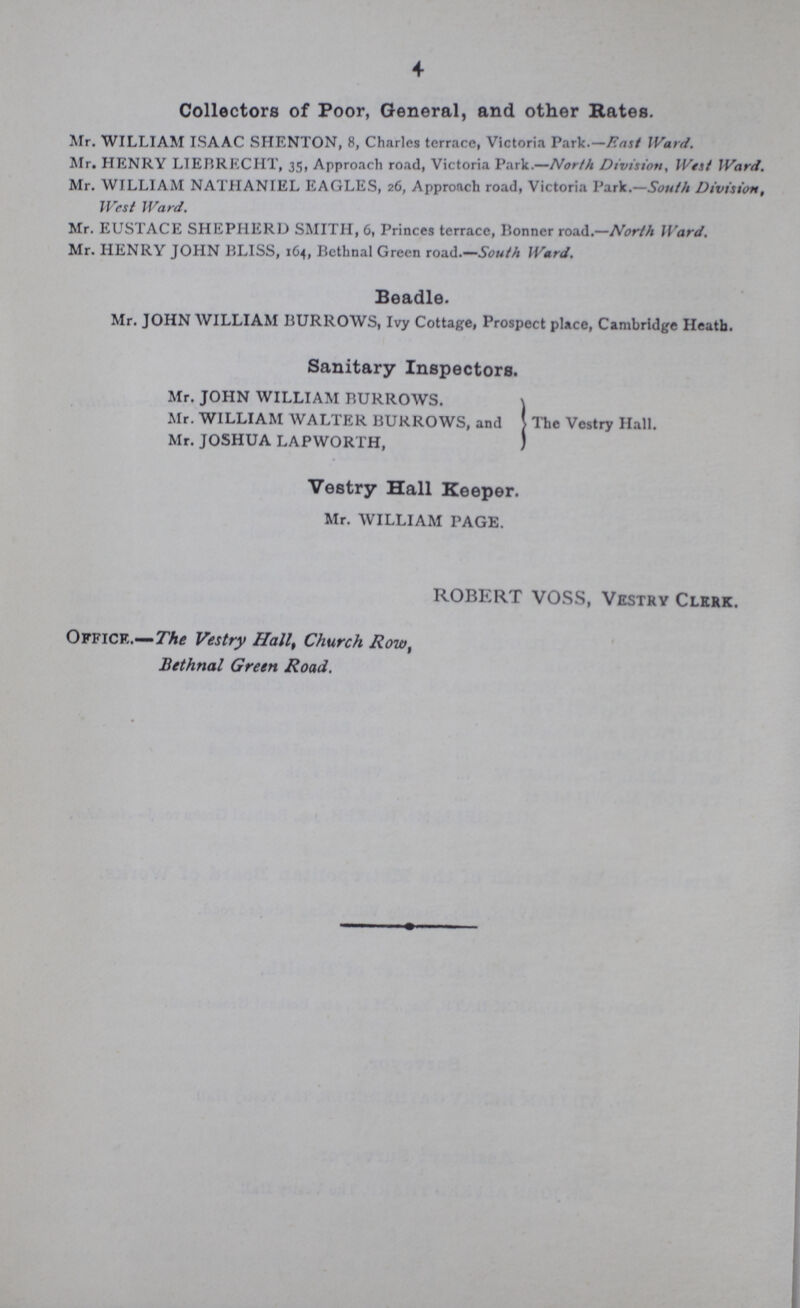 4
Collectors of Poor, General, and other Rates.
Mr. WILLIAM ISAAC SHENTON, 8, Charles terrace, Victoria Park.—East Ward.
Mr. HENRY LIEBRECHT, 35, Approach road, Victoria Park.—North Division, West Ward.
Mr. WILLIAM NATHANIEL EAGLES, 26, Approach road, Victoria Park.—South Division,
West Ward.
Mr. EUSTACE SHEPHERD SMITH, 6, Princes terrace, Bonner road.—North Ward.
Mr. HENRY JOHN BLISS, 164, Bethnal Green road.—South Ward.
Beadle.
Mr. JOHN WILLIAM BURROWS, Ivy Cottage, Prospect place, Cambridge Heath.
Sanitary Inspectors.
Mr. JOHN WILLIAM BURROWS.
Mr. WILLIAM WALTER BURROWS, and } The Vestry Hall.
Mr. JOSHUA LAPWORTH,
Vestry Hall Keeper.
Mr. WILLIAM PAGE.
ROBERT VOSS, VESTRY CLERK.
OFFICE.—The Vestry Hall, Church Row,
Bethnal Green Road.